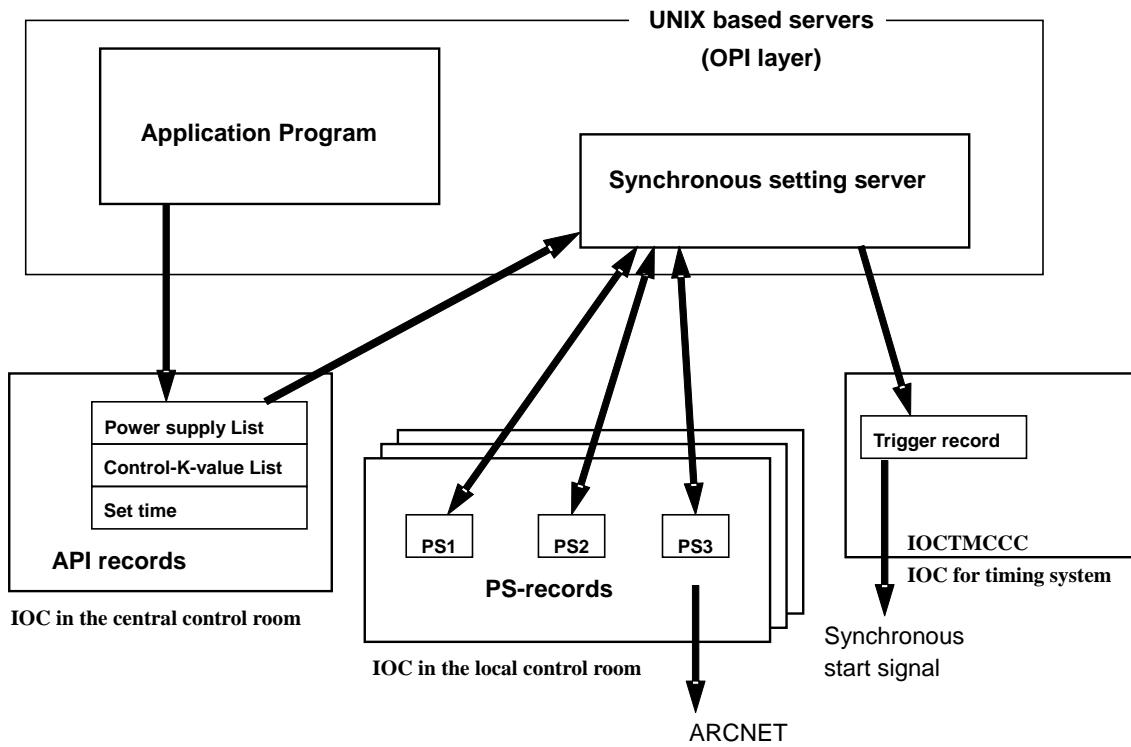 UNIX based servers
(OPI layer)
Application Program
Synchronous setting server
Power supply List
Control-K-value List
Set time
API records
IOC in the central control room
PS1
PS2
PS3
PS-records
IOC in the local control room
ARCNET
Trigger record
IOCTMCCC
IOC for timing system
Synchronous
start signal